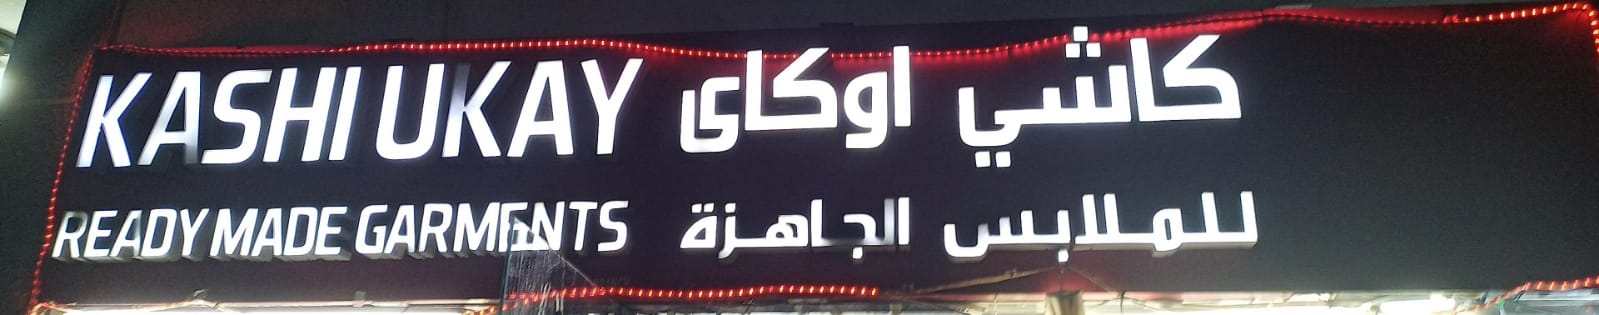 KASHI UKAY كاشي اوكاى
READY MADE GARMENTS للملابس الجاهزة